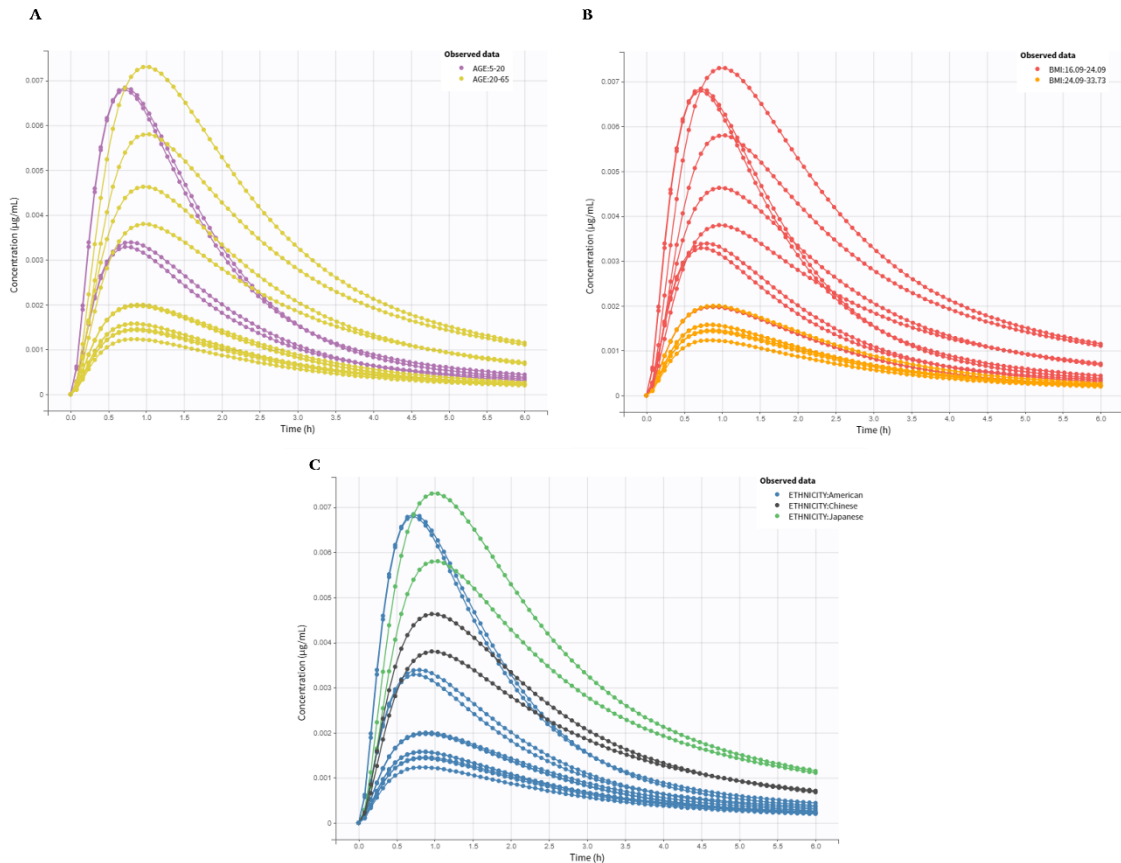 A
Observed data
AGE:5-20
AGE:20-65
Concentration (µg/mL)
0.007
0.006
0.005
0.004
0.003
0.002
0.001
0
0.0 0.5 1.0 1.5 2.0 2.5 3.0 3.5 4.0 4.5 5.0 5.5 6.0
Time (h)
B
Observed data
BMI:16.09-24.09
BMI:24.09-33.73
Concentration (µg/mL)
0.007
0.006
0.005
0.004
0.003
0.002
0.001
0
0.0 0.5 1.0 1.5 2.0 2.5 3.0 3.5 4.0 4.5 5.0 5.5 6.0
Time (h)
C
Observed data
ETHNICITY:American
ETHNICITY:Chinese
ETHNICITY:Japanese
Concentration (µg/mL)
0.007
0.006
0.005
0.004
0.003
0.002
0.001
0
0.0 0.5 1.0 1.5 2.0 2.5 3.0 3.5 4.0 4.5 5.0 5.5 6.0
Time (h)